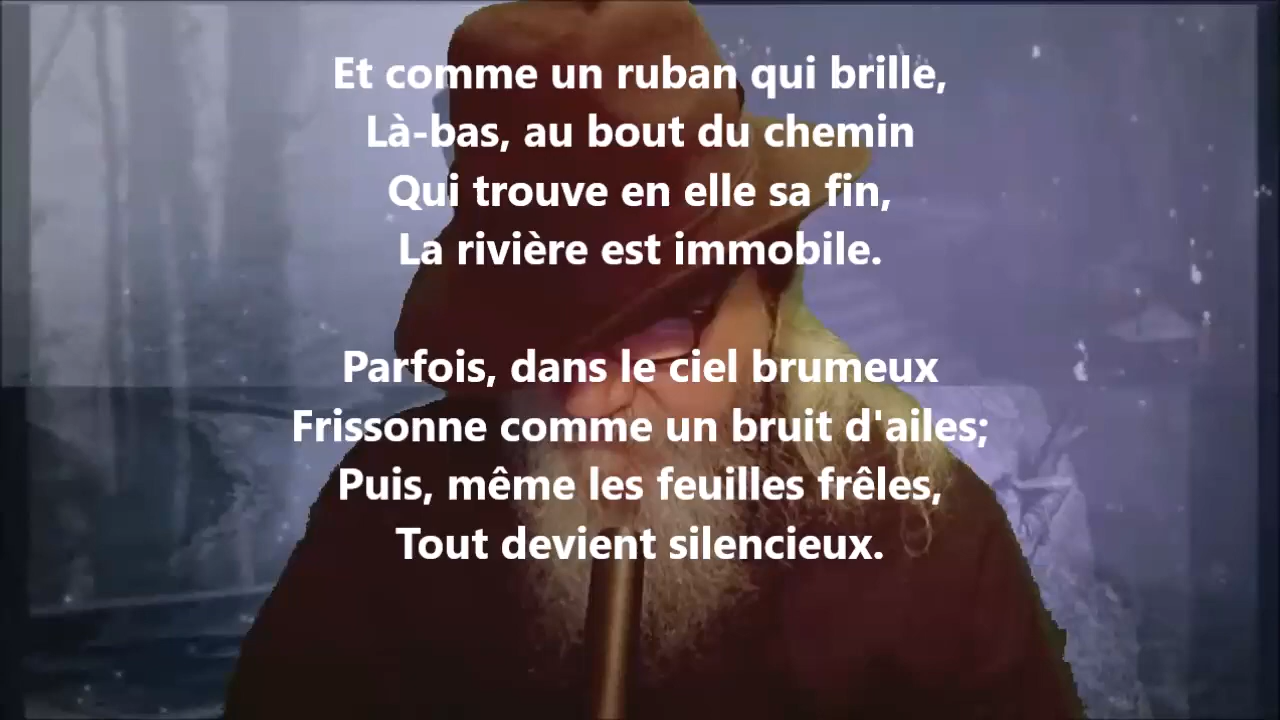 Et comme un ruban qui brille,
Là-bas, au bout du chemin
Qui trouve en elle sa fin,
La rivière est immobile.
Parfois, dans le ciel brumeux
Frissonne comme un bruit d'ailes;
Puis, même les feuilles frêles,
Tout devient silencieux.